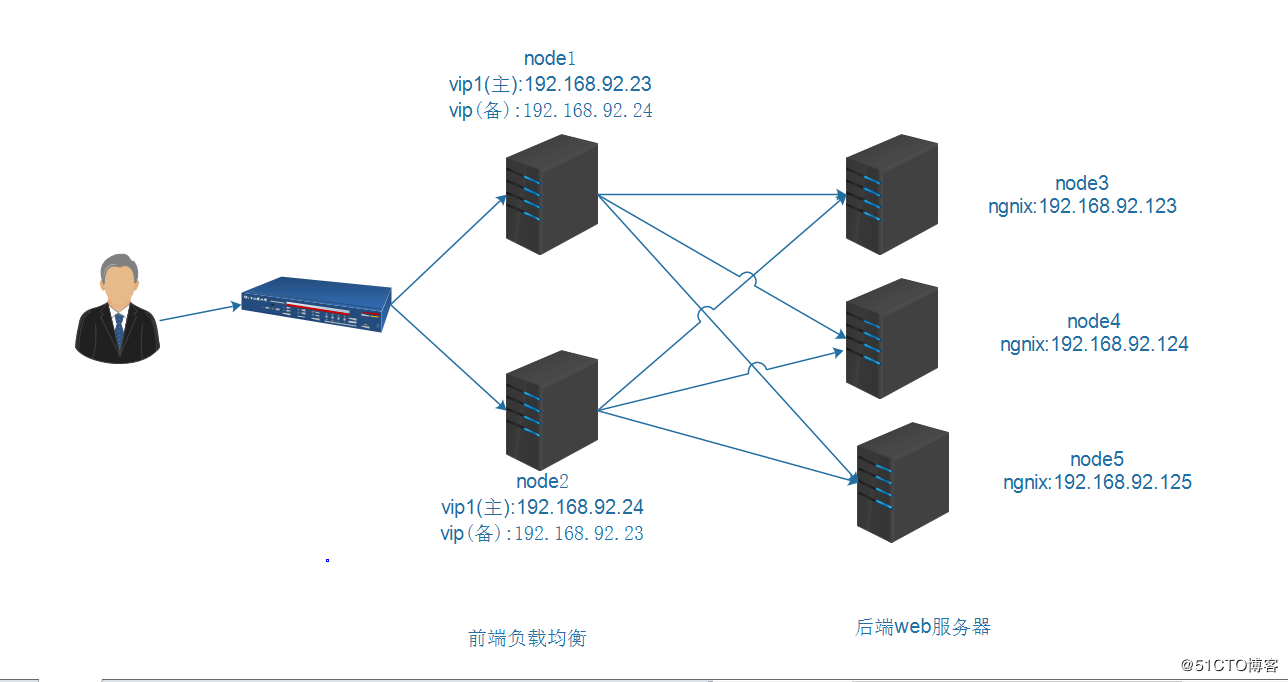 node1
vip1(主):192.168.92.23
vip(备):192.168.92.24
node3
ngnix:192.168.92.123
node4
ngnix:192.168.92.124
node2
vip1(主):192.168.92.24
vip(备):192.168.92.23
node5
ngnix:192.168.92.125
前端负载均衡
后端web服务器
@51CTO博客